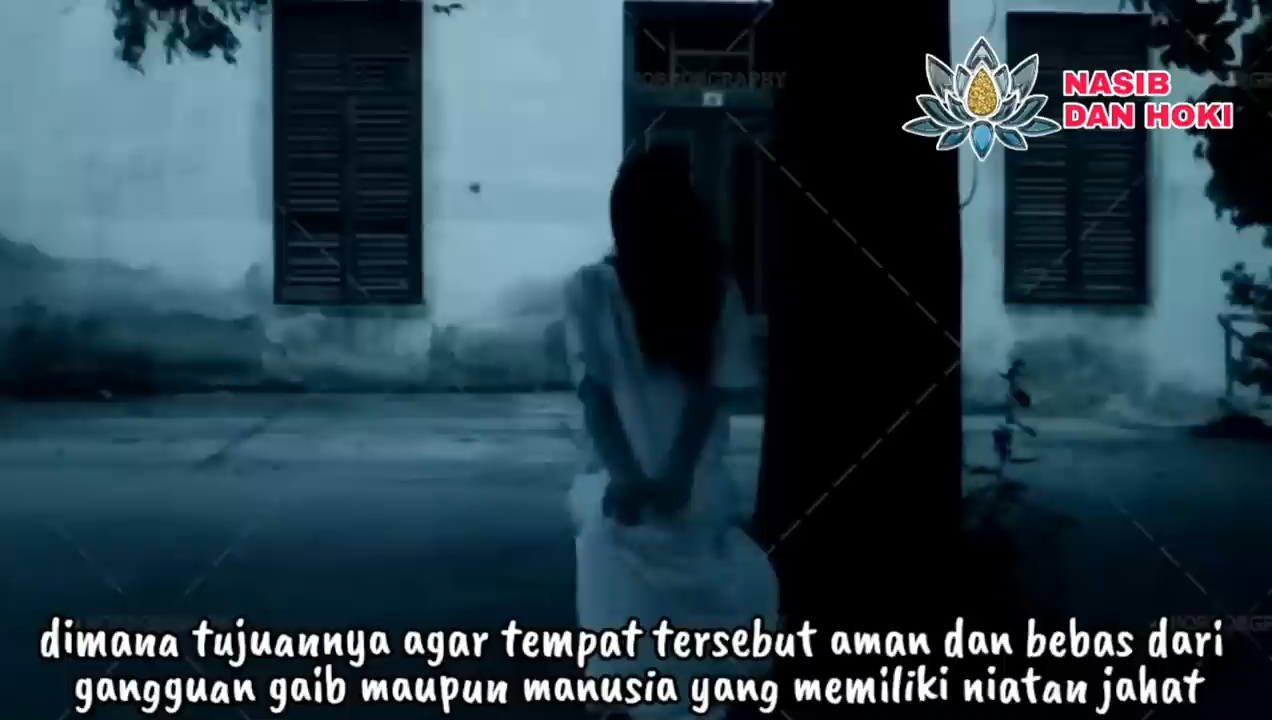 NASIB
DAN HOKI
dimana tujuannya agar tempat tersebut aman dan bebas dari
gangguan gaib maupun manusia yang memiliki niatan jahat